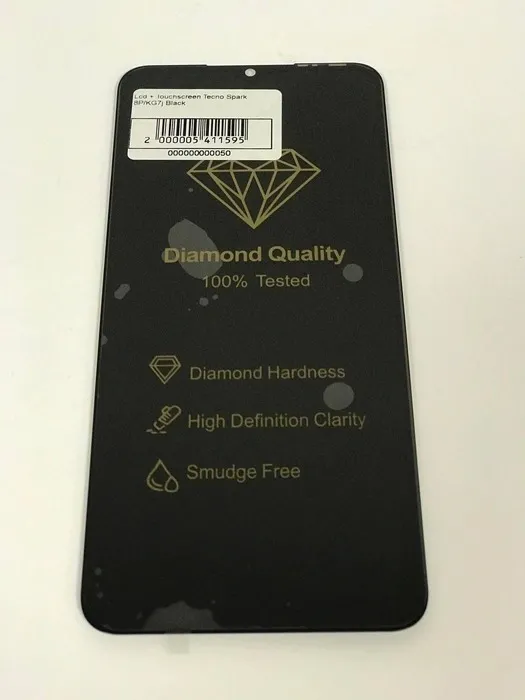 Lcd + Touchscreen Tecno Spark
8P/KG7j Black
2 000005 411595
000000000050
Diamond Quality
100% Tested
Diamond Hardness
High Definition Clarity
Smudge Free